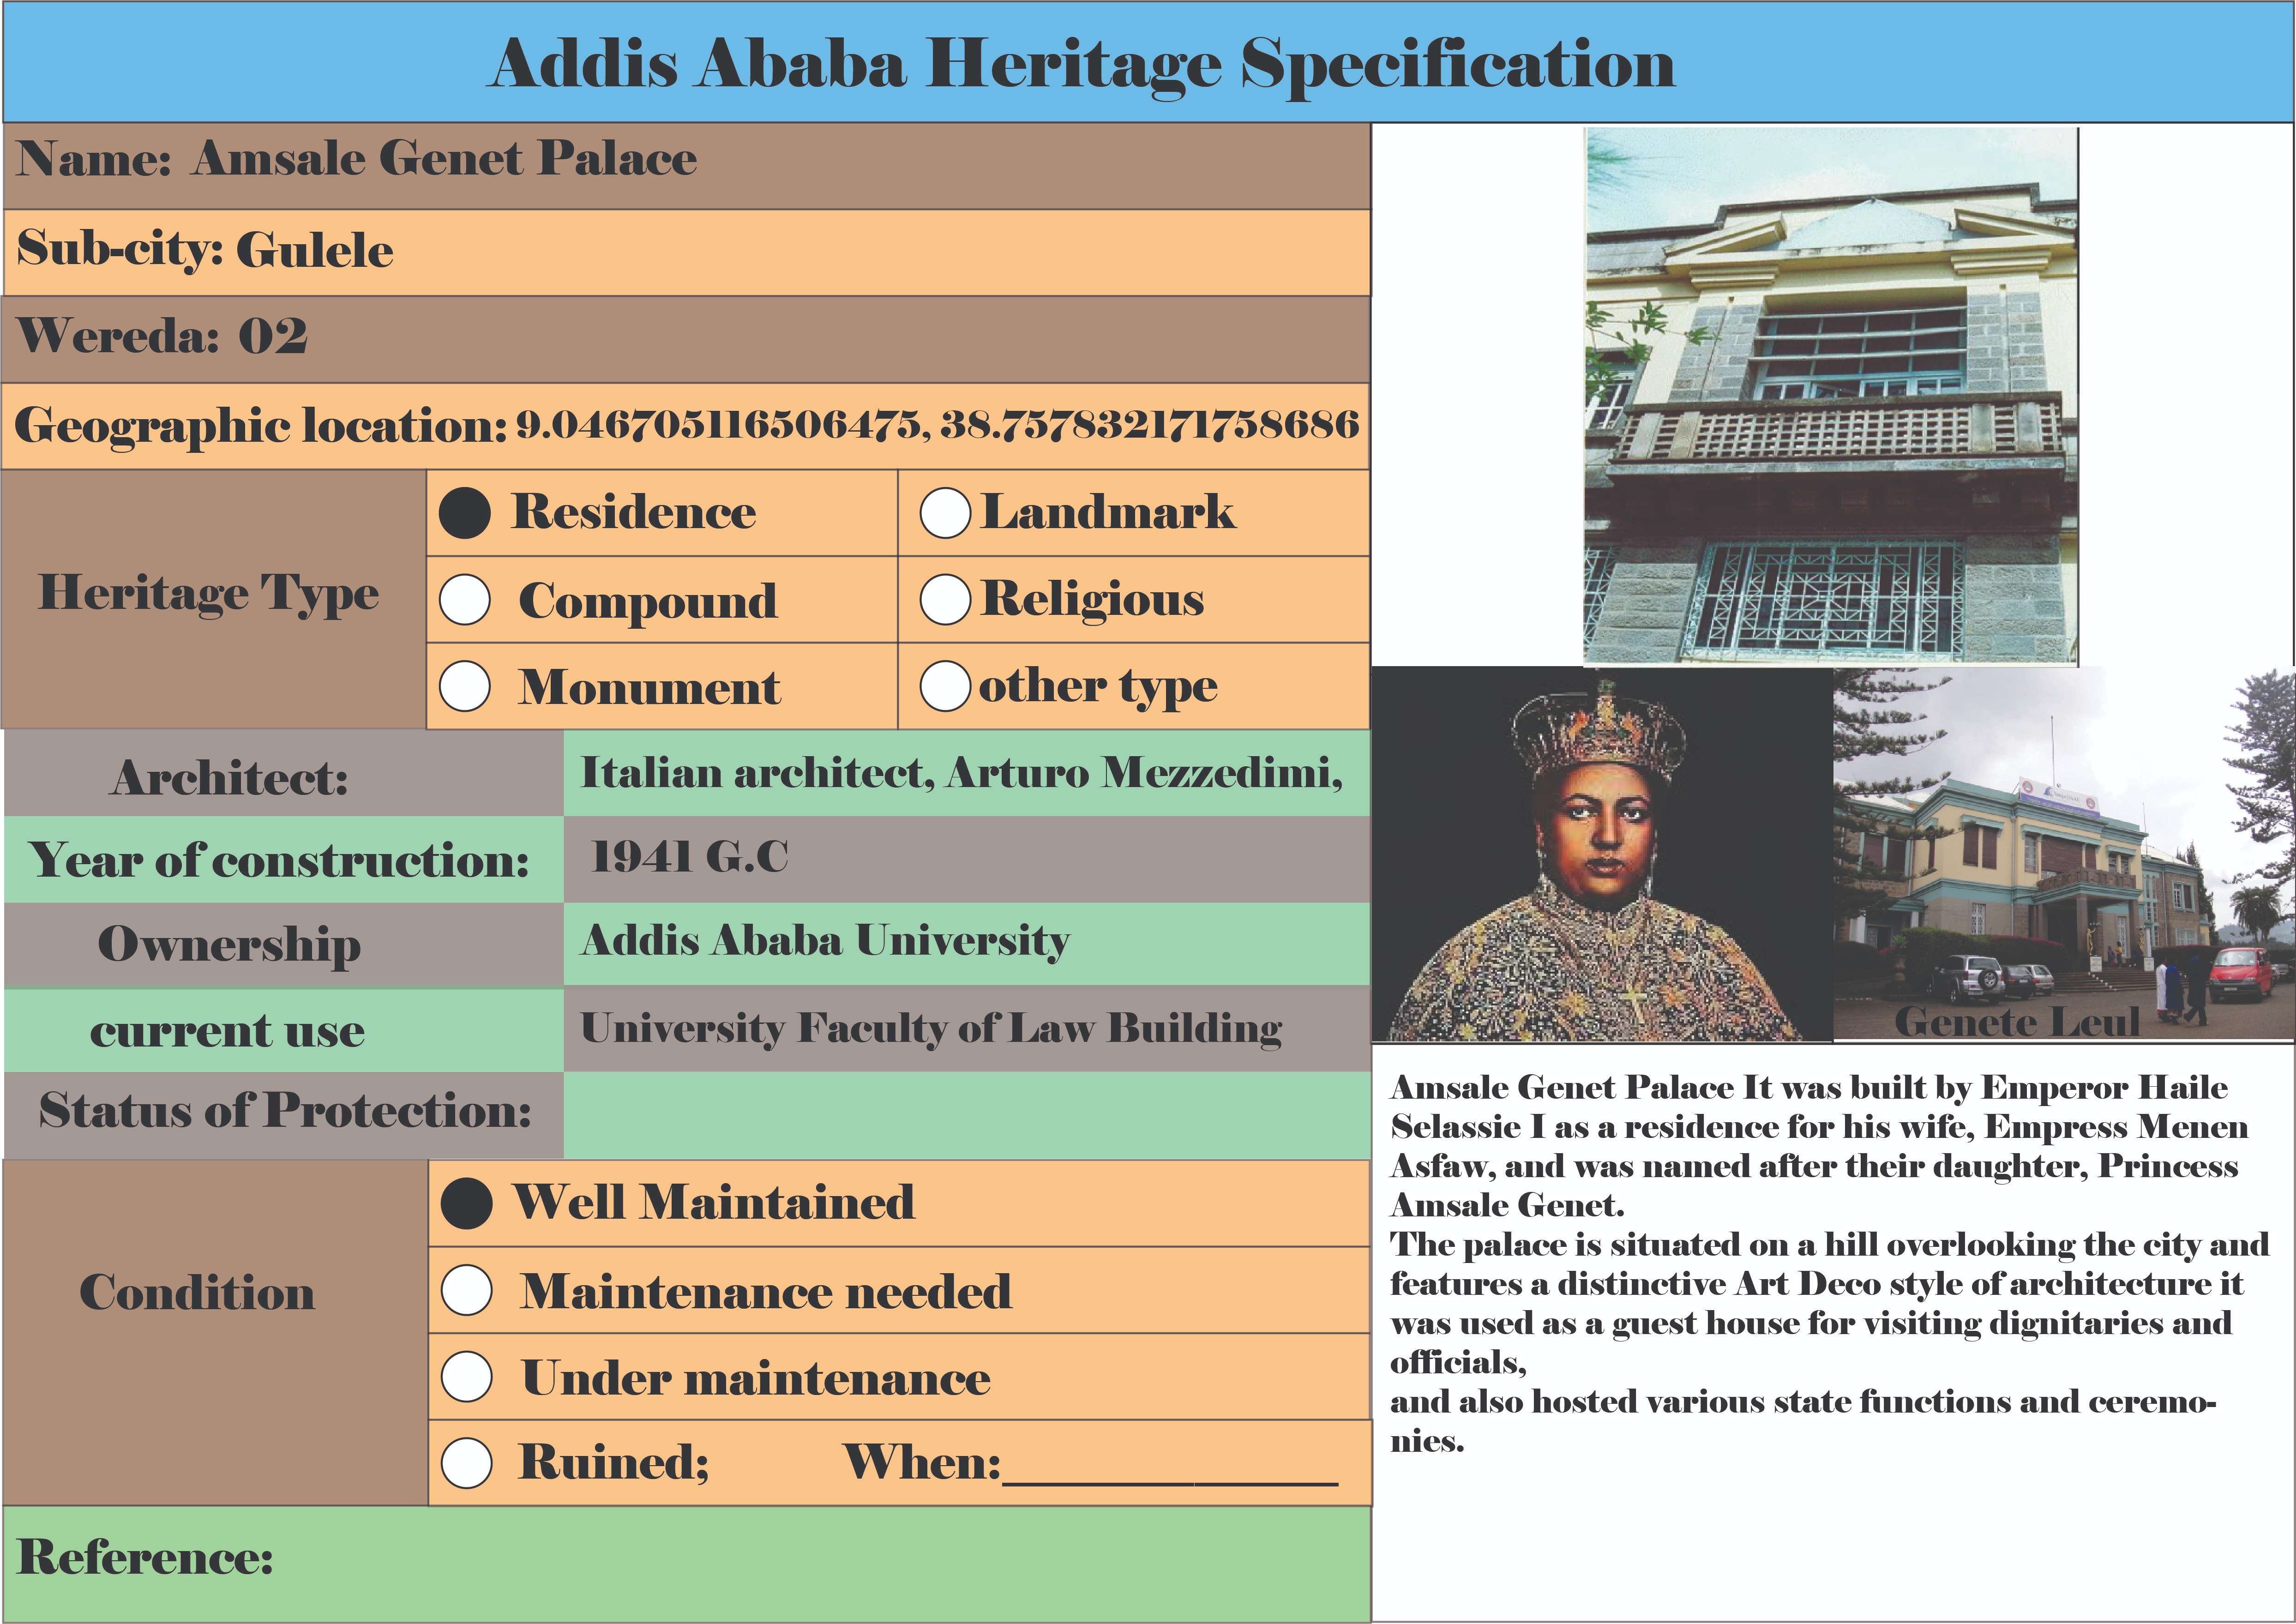 Addis Ababa Heritage Specification
Name: Amsale Genet Palace
Sub-city: Gulele
Wereda: 02
Geographic location: 9.046705116506475, 38.757832171758686
Heritage Type
Residence
Landmark
Compound
Religious
Monument
other type
Architect: Italian architect, Arturo Mezzedimi,
Year of construction: 1941 G.C
Ownership Addis Ababa University
current use University Faculty of Law Building
Status of Protection:
Condition
Well Maintained
Maintenance needed
Under maintenance
Ruined; When:
Reference:
Genete Leul
Amsale Genet Palace It was built by Emperor Haile
Selassie I as a residence for his wife, Empress Menen
Asfaw, and was named after their daughter, Princess
Amsale Genet.
The palace is situated on a hill overlooking the city and
features a distinctive Art Deco style of architecture it
was used as a guest house for visiting dignitaries and
officials,
and also hosted various state functions and ceremo-
nies.